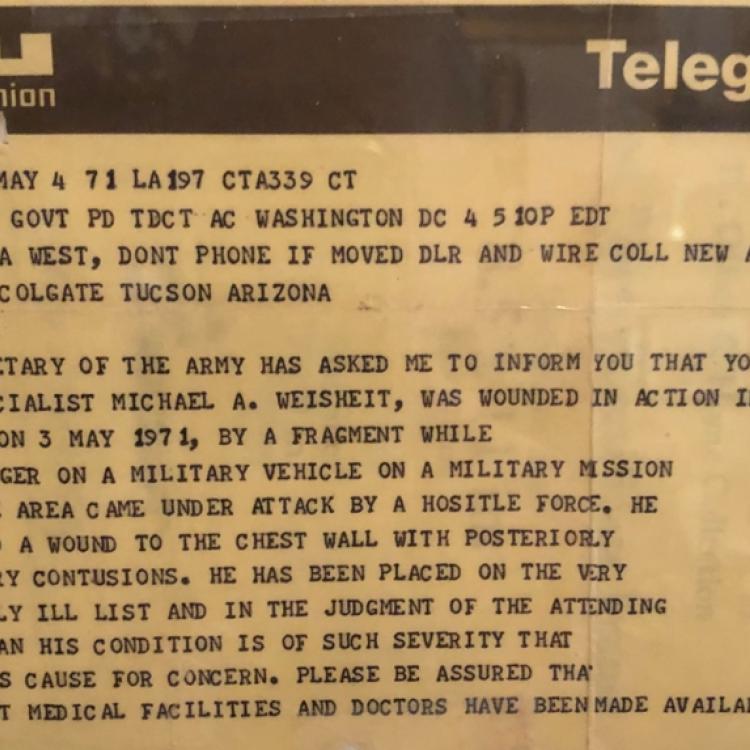 nion
Teleg
MAY 4 71 LA197 CTA339 CT
GOVT PD TDCT AC WASHINGTON DC 4 510P EDT
A WEST, DONT PHONE IF MOVED DLR AND WIRE COLL NEW A
COLGATE TUCSON ARIZONA
ETARY OF THE ARMY HAS ASKED ME TO INFORM YOU THAT YO
CIALIST MICHAEL A. WEISHEIT, WAS WOUNDED IN ACTION I
ON 3 MAY 1971, BY A FRAGMENT WHILE
GER ON A MILITARY VEHICLE ON A MILITARY MISSION
E AREA CAME UNDER ATTACK BY A HOSITLE FORCE. HE
A WOUND TO THE CHEST WALL WITH POSTERIORLY
RY CONTUSIONS. HE HAS BEEN PLACED ON THE VERY
LY ILL LIST AND IN THE JUDGMENT OF THE ATTENDING
AN HIS CONDITION IS OF SUCH SEVERITY THAT
S CAUSE FOR CONCERN. PLEASE BE ASSURED THA
T MEDICAL FACILITIES AND DOCTORS HAVE BEEN MADE AVAILA